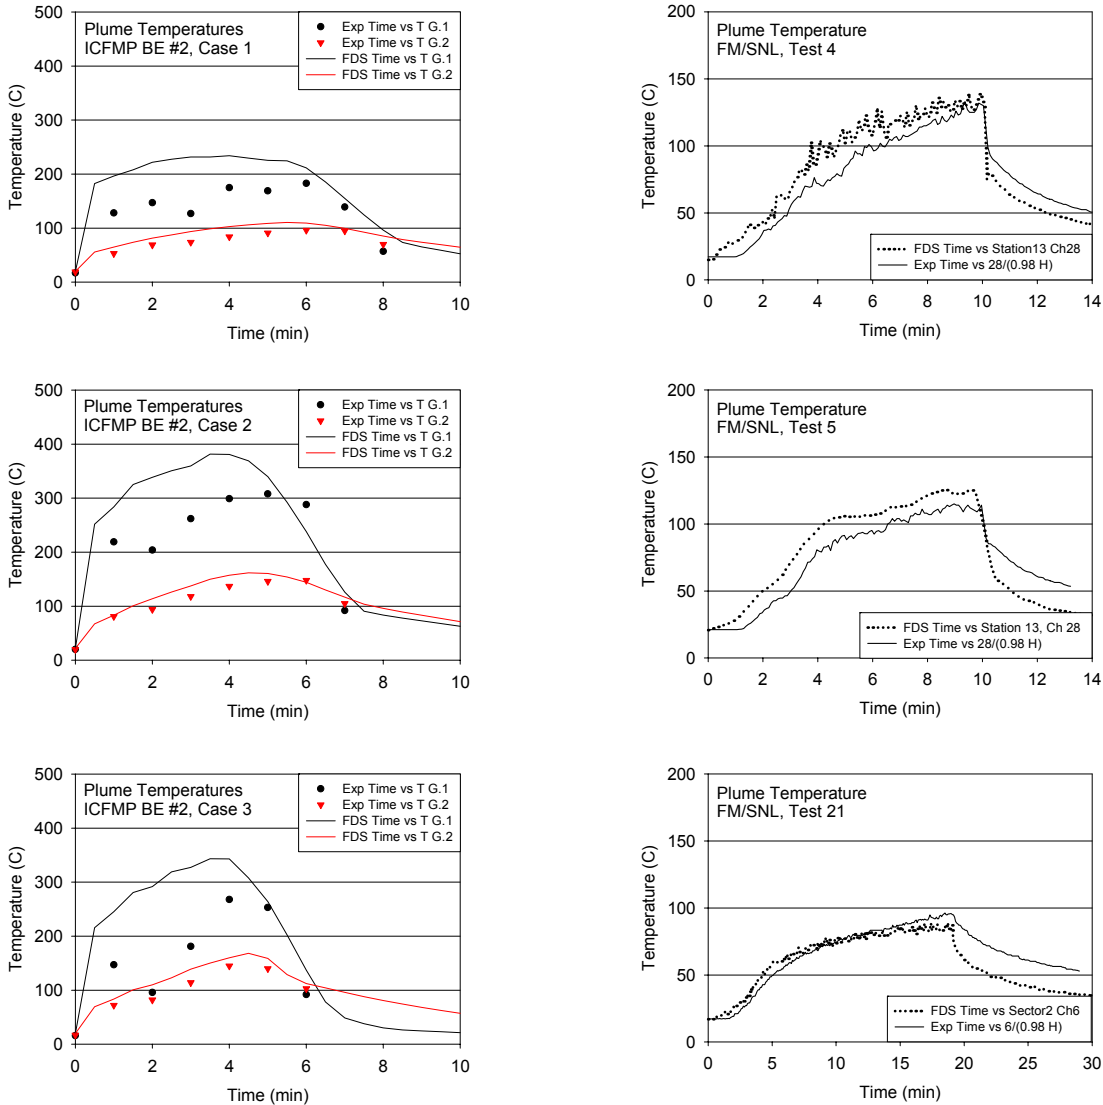 Plume Temperatures
ICFMP BE #2, Case 1
Exp Time vs T G.1
Exp Time vs T G.2
FDS Time vs T G.1
FDS Time vs T G.2
Temperature (C)
500
400
300
200
100
0
0 2 4 6 8 10
Time (min)
Plume Temperature
FM/SNL, Test 4
Temperature (C)
200
150
100
50
0
FDS Time vs Station13 Ch28
Exp Time vs 28/(0.98 H)
0 2 4 6 8 10 12 14
Time (min)
Plume Temperatures
ICFMP BE #2, Case 2
Exp Time vs T G.1
Exp Time vs T G.2
FDS Time vs T G.1
FDS Time vs T G.2
Temperature (C)
500
400
300
200
100
0
0 2 4 6 8 10
Time (min)
Plume Temperature
FM/SNL, Test 5
Temperature (C)
200
150
100
50
0
FDS Time vs Station 13, Ch 28
Exp Time vs 28/(0.98 H)
0 2 4 6 8 10 12 14
Time (min)
Plume Temperatures
ICFMP BE #2, Case 3
Exp Time vs T G.1
Exp Time vs T G.2
FDS Time vs T G.1
FDS Time vs T G.2
Temperature (C)
500
400
300
200
100
0
0 2 4 6 8 10
Time (min)
Plume Temperature
FM/SNL, Test 21
Temperature (C)
200
150
100
50
0
FDS Time vs Sector2 Ch6
Exp Time vs 6/(0.98 H)
0 5 10 15 20 25 30
Time (min)